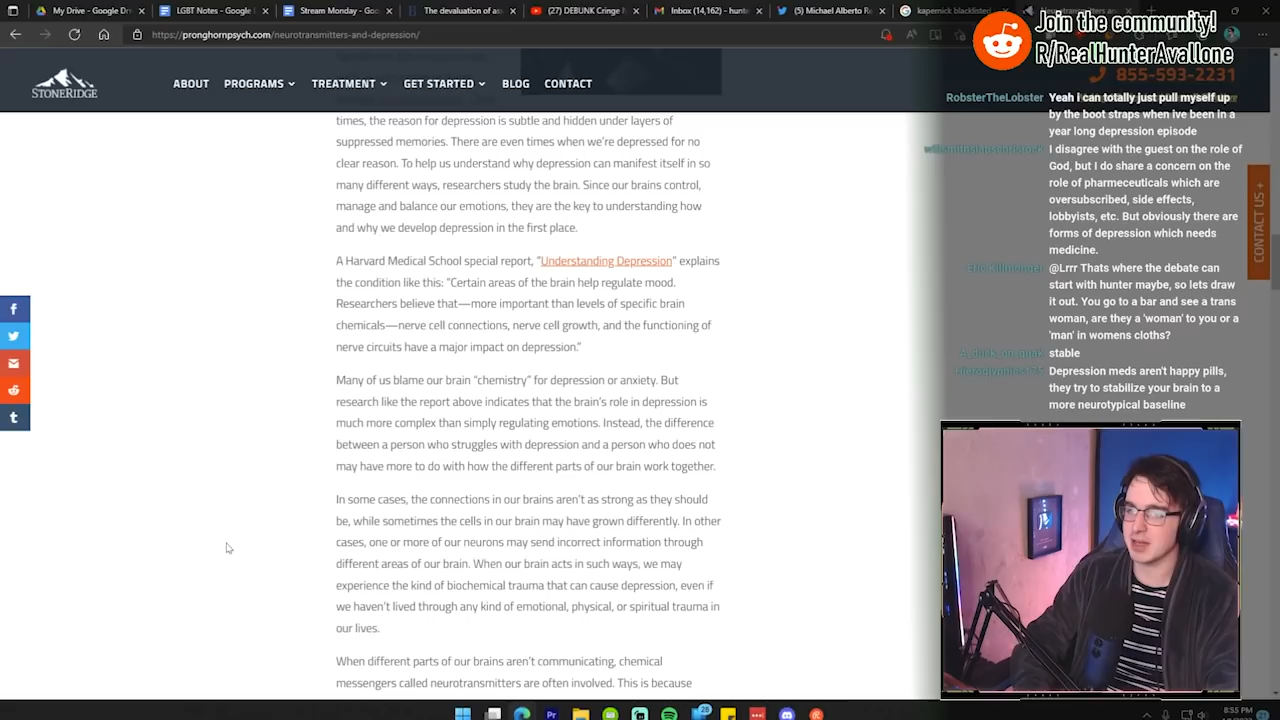 My Drive - Goo
LGBT Notes - Goog
Stream Monday - Goo
The devaluation of as
(27) DEBUNK Cringe
Inbox (14,162) - hunte
(5) Michael Alberto R
kapernick blacklisted
Neurotransmitters an
https://pronghornpsych.com/neurotransmitters-and-depression/
Join the community!
R/RealHunterAvallone
STONERIDGE
ABOUT
PROGRAMS
TREATMENT
GET STARTED
BLOG
CONTACT
855-593-2231
times, the reason for depression is subtle and hidden under layers of
suppressed memories. There are even times when we're depressed for no
clear reason. To help us understand why depression can manifest itself in so
many different ways, researchers study the brain. Since our brains control,
manage and balance our emotions, they are the key to understanding how
and why we develop depression in the first place.
A Harvard Medical School special report, "Understanding Depression" explains
the condition like this: "Certain areas of the brain help regulate mood.
Researchers believe that—more important than levels of specific brain
chemicals—nerve cell connections, nerve cell growth, and the functioning of
nerve circuits have a major impact on depression."
Many of us blame our brain "chemistry" for depression or anxiety. But
research like the report above indicates that the brain's role in depression is
much more complex than simply regulating emotions. Instead, the difference
between a person who struggles with depression and a person who does not
may have more to do with how the different parts of our brain work together.
In some cases, the connections in our brains aren't as strong as they should
be, while sometimes the cells in our brain may have grown differently. In other
cases, one or more of our neurons may send incorrect information through
different areas of our brain. When our brain acts in such ways, we may
experience the kind of biochemical trauma that can cause depression, even if
we haven't lived through any kind of emotional, physical, or spiritual trauma in
our lives.
When different parts of our brains aren't communicating, chemical
messengers called neurotransmitters are often involved. This is because
RobsterTheLobster Yeah i can totally just pull myself up
by the boot straps when Ive been in a
year long depression episode
I disagree with the guest on the role of
God, but I do share a concern on the
role of pharmeceuticals which are
oversubscribed, side effects,
lobbyists, etc. But obviously there are
forms of depression which needs
medicine.
Eric Killmonger @Lrrr Thats where the debate can
start with hunter maybe, so lets draw
it out. You go to a bar and see a trans
woman, are they a 'woman' to you or a
'man' in womens cloths?
stable
Depression meds aren't happy pills,
they try to stabilize your brain to a
more neurotypical baseline
CONTACT US +
25
8:55 PM